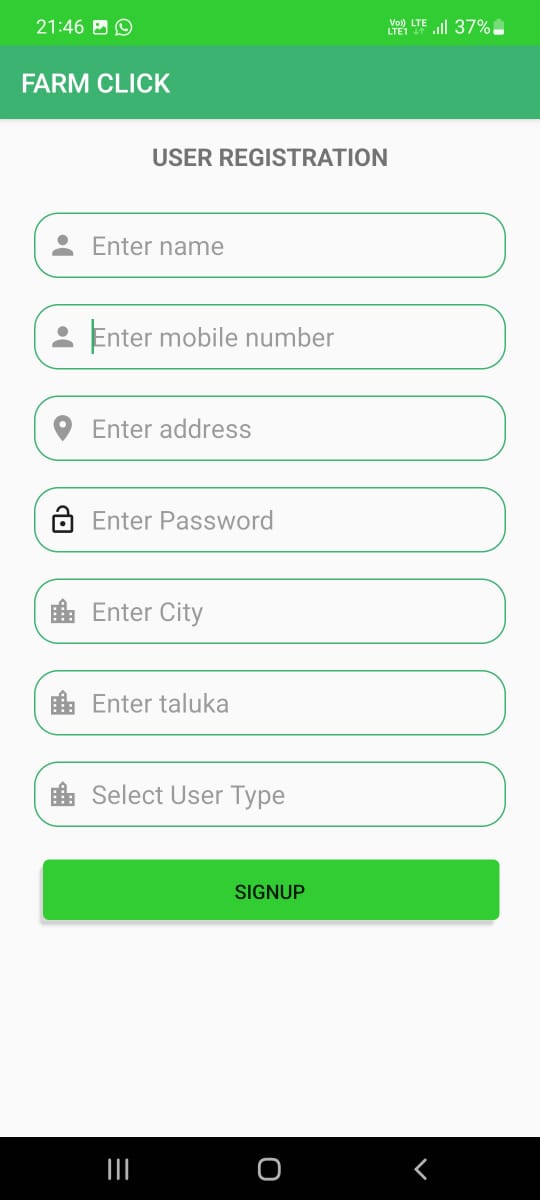 21:46 Vo)) LTE LTE1 37%
FARM CLICK
USER REGISTRATION
Enter name
Enter mobile number
Enter address
Enter Password
Enter City
Enter taluka
Select User Type
SIGNUP